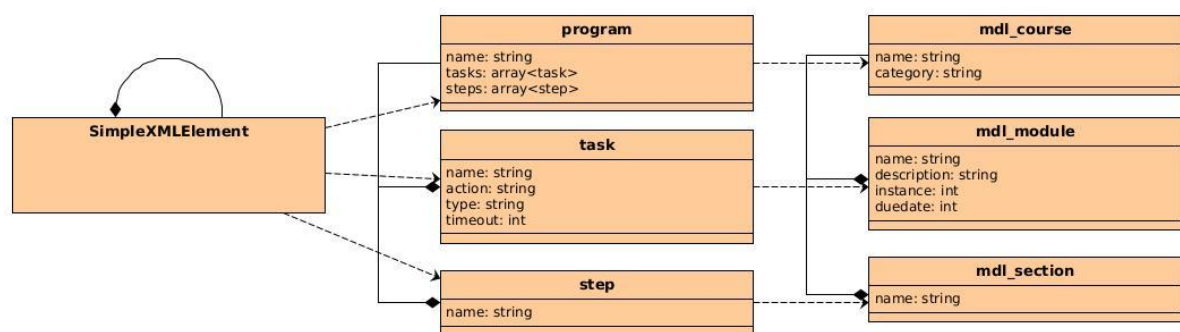 SimpleXMLElement
program
name: string
tasks: array<task>
steps: array<step>
task
name: string
action: string
type: string
timeout: int
step
name: string
mdl_course
name: string
category: string
mdl_module
name: string
description: string
instance: int
duedate: int
mdl_section
name: string